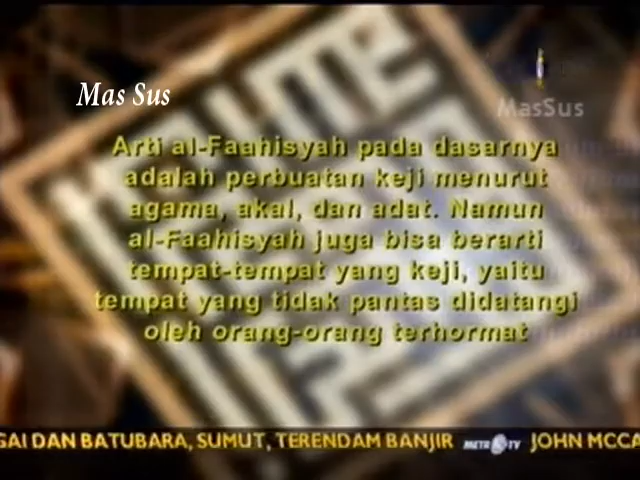 Mas Sus
MasSus
Arti al-Faahisyah pada dasarnya
adalah perbuatan keji menurut
agama, akal, dan adat. Namun
al-Faahisyah juga bisa berarti
tempat-tempat yang keji, yaitu
tempat yang tidak pantas didatangi
oleh orang-orang terhormat
GAI DAN BATUBARA, SUMUT, TERENDAM BANJIR METRO TV JOHN MCCA